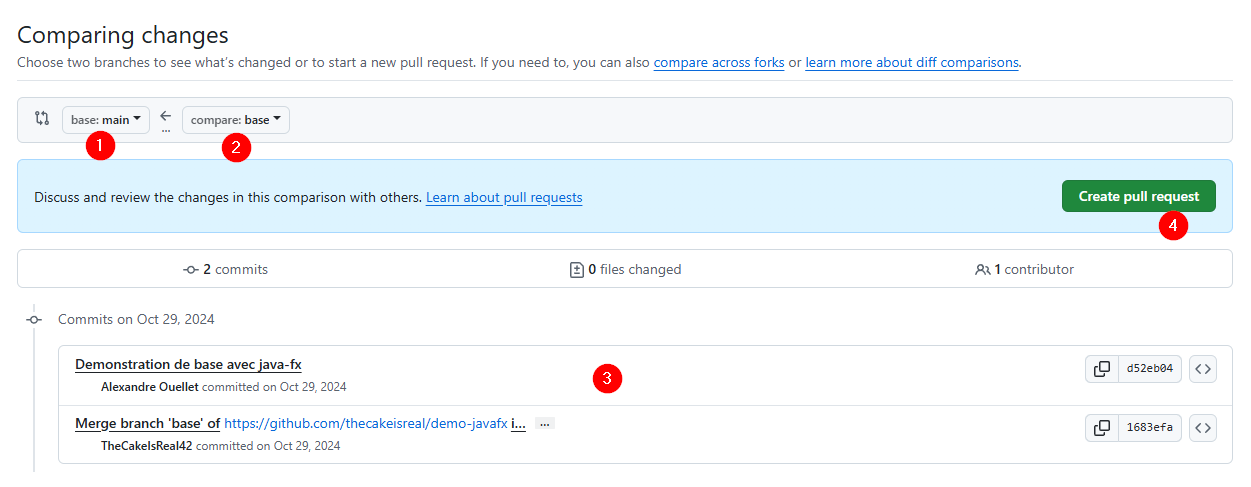 Comparing changes
Choose two branches to see what's changed or to start a new pull request. If you need to, you can also compare across forks or learn more about diff comparisons.
base: main compare: base
1 2
Discuss and review the changes in this comparison with others. Learn about pull requests Create pull request
4
2 commits 0 files changed 1 contributor
Commits on Oct 29, 2024
Demonstration de base avec java-fx d52eb04
3
Alexandre Ouellet committed on Oct 29, 2024
Merge branch 'base' of https://github.com/thecakeisreal/demo-javafx i... ... 1683efa
TheCakeIsReal42 committed on Oct 29, 2024